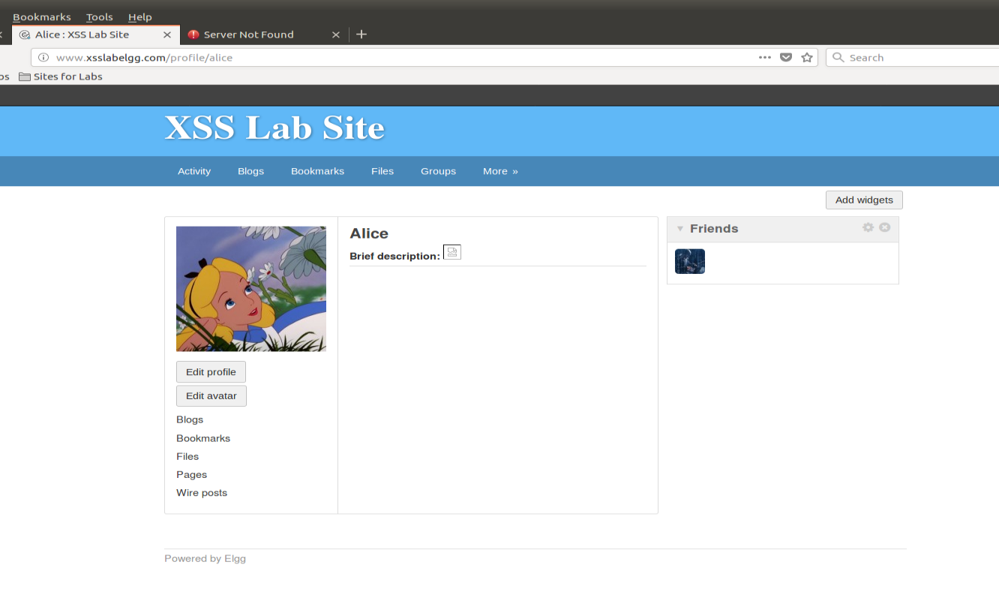 Bookmarks Tools Help
Alice : XSS Lab Site Server Not Found
www.xsslabelgg.com/profile/alice Search
Sites for Labs
XSS Lab Site
Activity Blogs Bookmarks Files Groups More »
Add widgets
Alice
Brief description:
Friends
Edit profile
Edit avatar
Blogs
Bookmarks
Files
Pages
Wire posts
Powered by Elgg